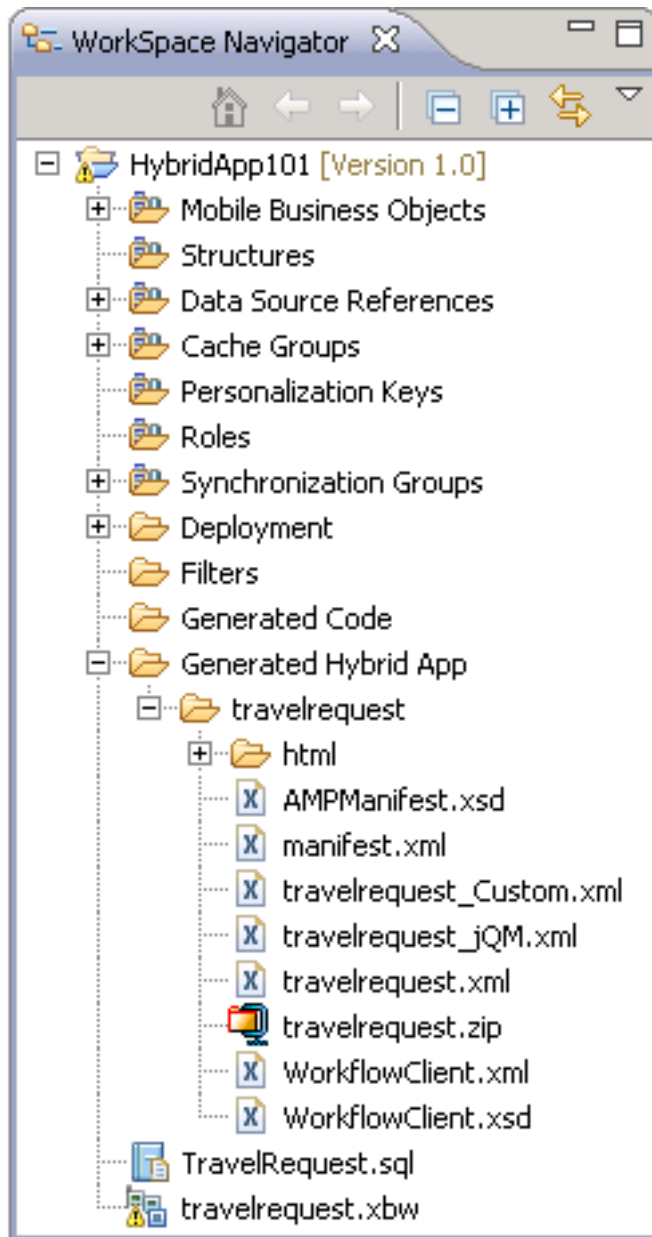 WorkSpace Navigator
HybridApp101 [Version 1.0]
Mobile Business Objects
Structures
Data Source References
Cache Groups
Personalization Keys
Roles
Synchronization Groups
Deployment
Filters
Generated Code
Generated Hybrid App
travelrequest
html
AMPManifest.xsd
manifest.xml
travelrequest_Custom.xml
travelrequest_jQM.xml
travelrequest.xml
travelrequest.zip
WorkflowClient.xml
WorkflowClient.xsd
TravelRequest.sql
travelrequest.xbw